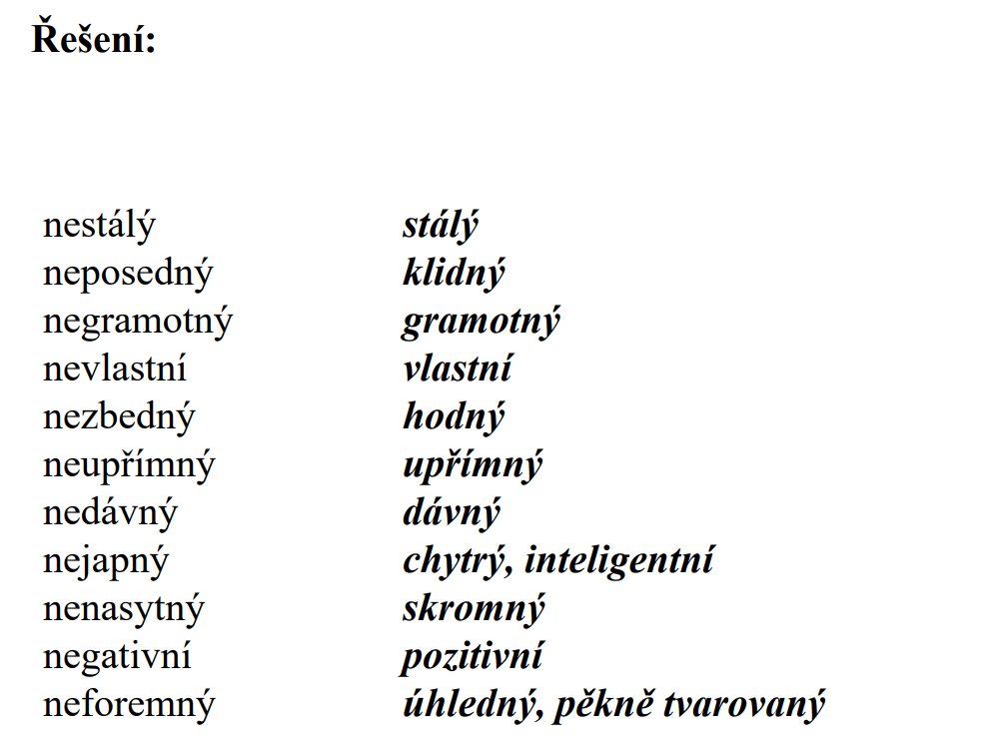 Řešení:
nestálý stálý
neposedný klidný
negramotný gramotný
nevlastní vlastní
nezbedný hodný
neupřímný upřímný
nedávný dávný
nejapný chytrý, inteligentní
nenasytný skromný
negativní pozitivní
neforemný úhledný, pěkně tvarovaný